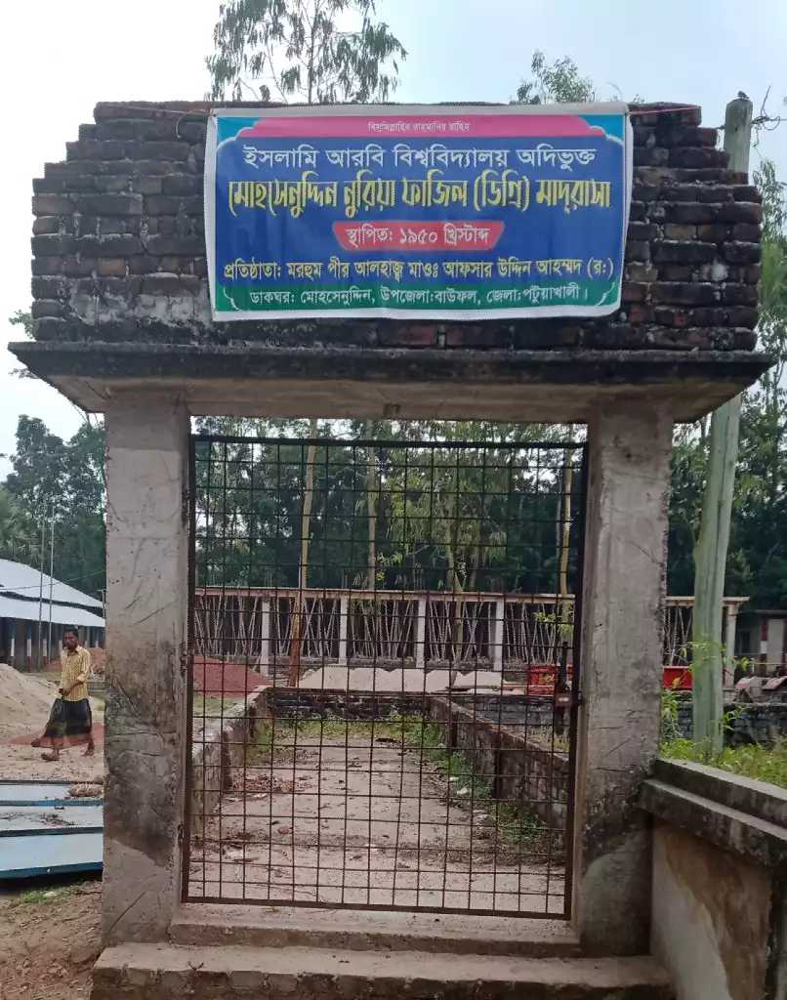 বিসমিল্লাহির রাহমানির রাহিম
ইসলামি আরবি বিশ্ববিদ্যালয় অদিভুক্ত
মোহসেনুদ্দিন নুরিয়া ফাজিল (ডিগ্রি) মাদ্রাসা
স্থাপিত: ১৯৫০ খ্রিস্টাব্দ
প্রতিষ্ঠাতা: মরহুম পীর আলহাজ্ব মাওঃ আফসার উদ্দিন আহম্মদ (র:)
ডাকঘর: মোহসেনুদ্দিন, উপজেলা:বাউফল, জেলা:পটুয়াখালী।